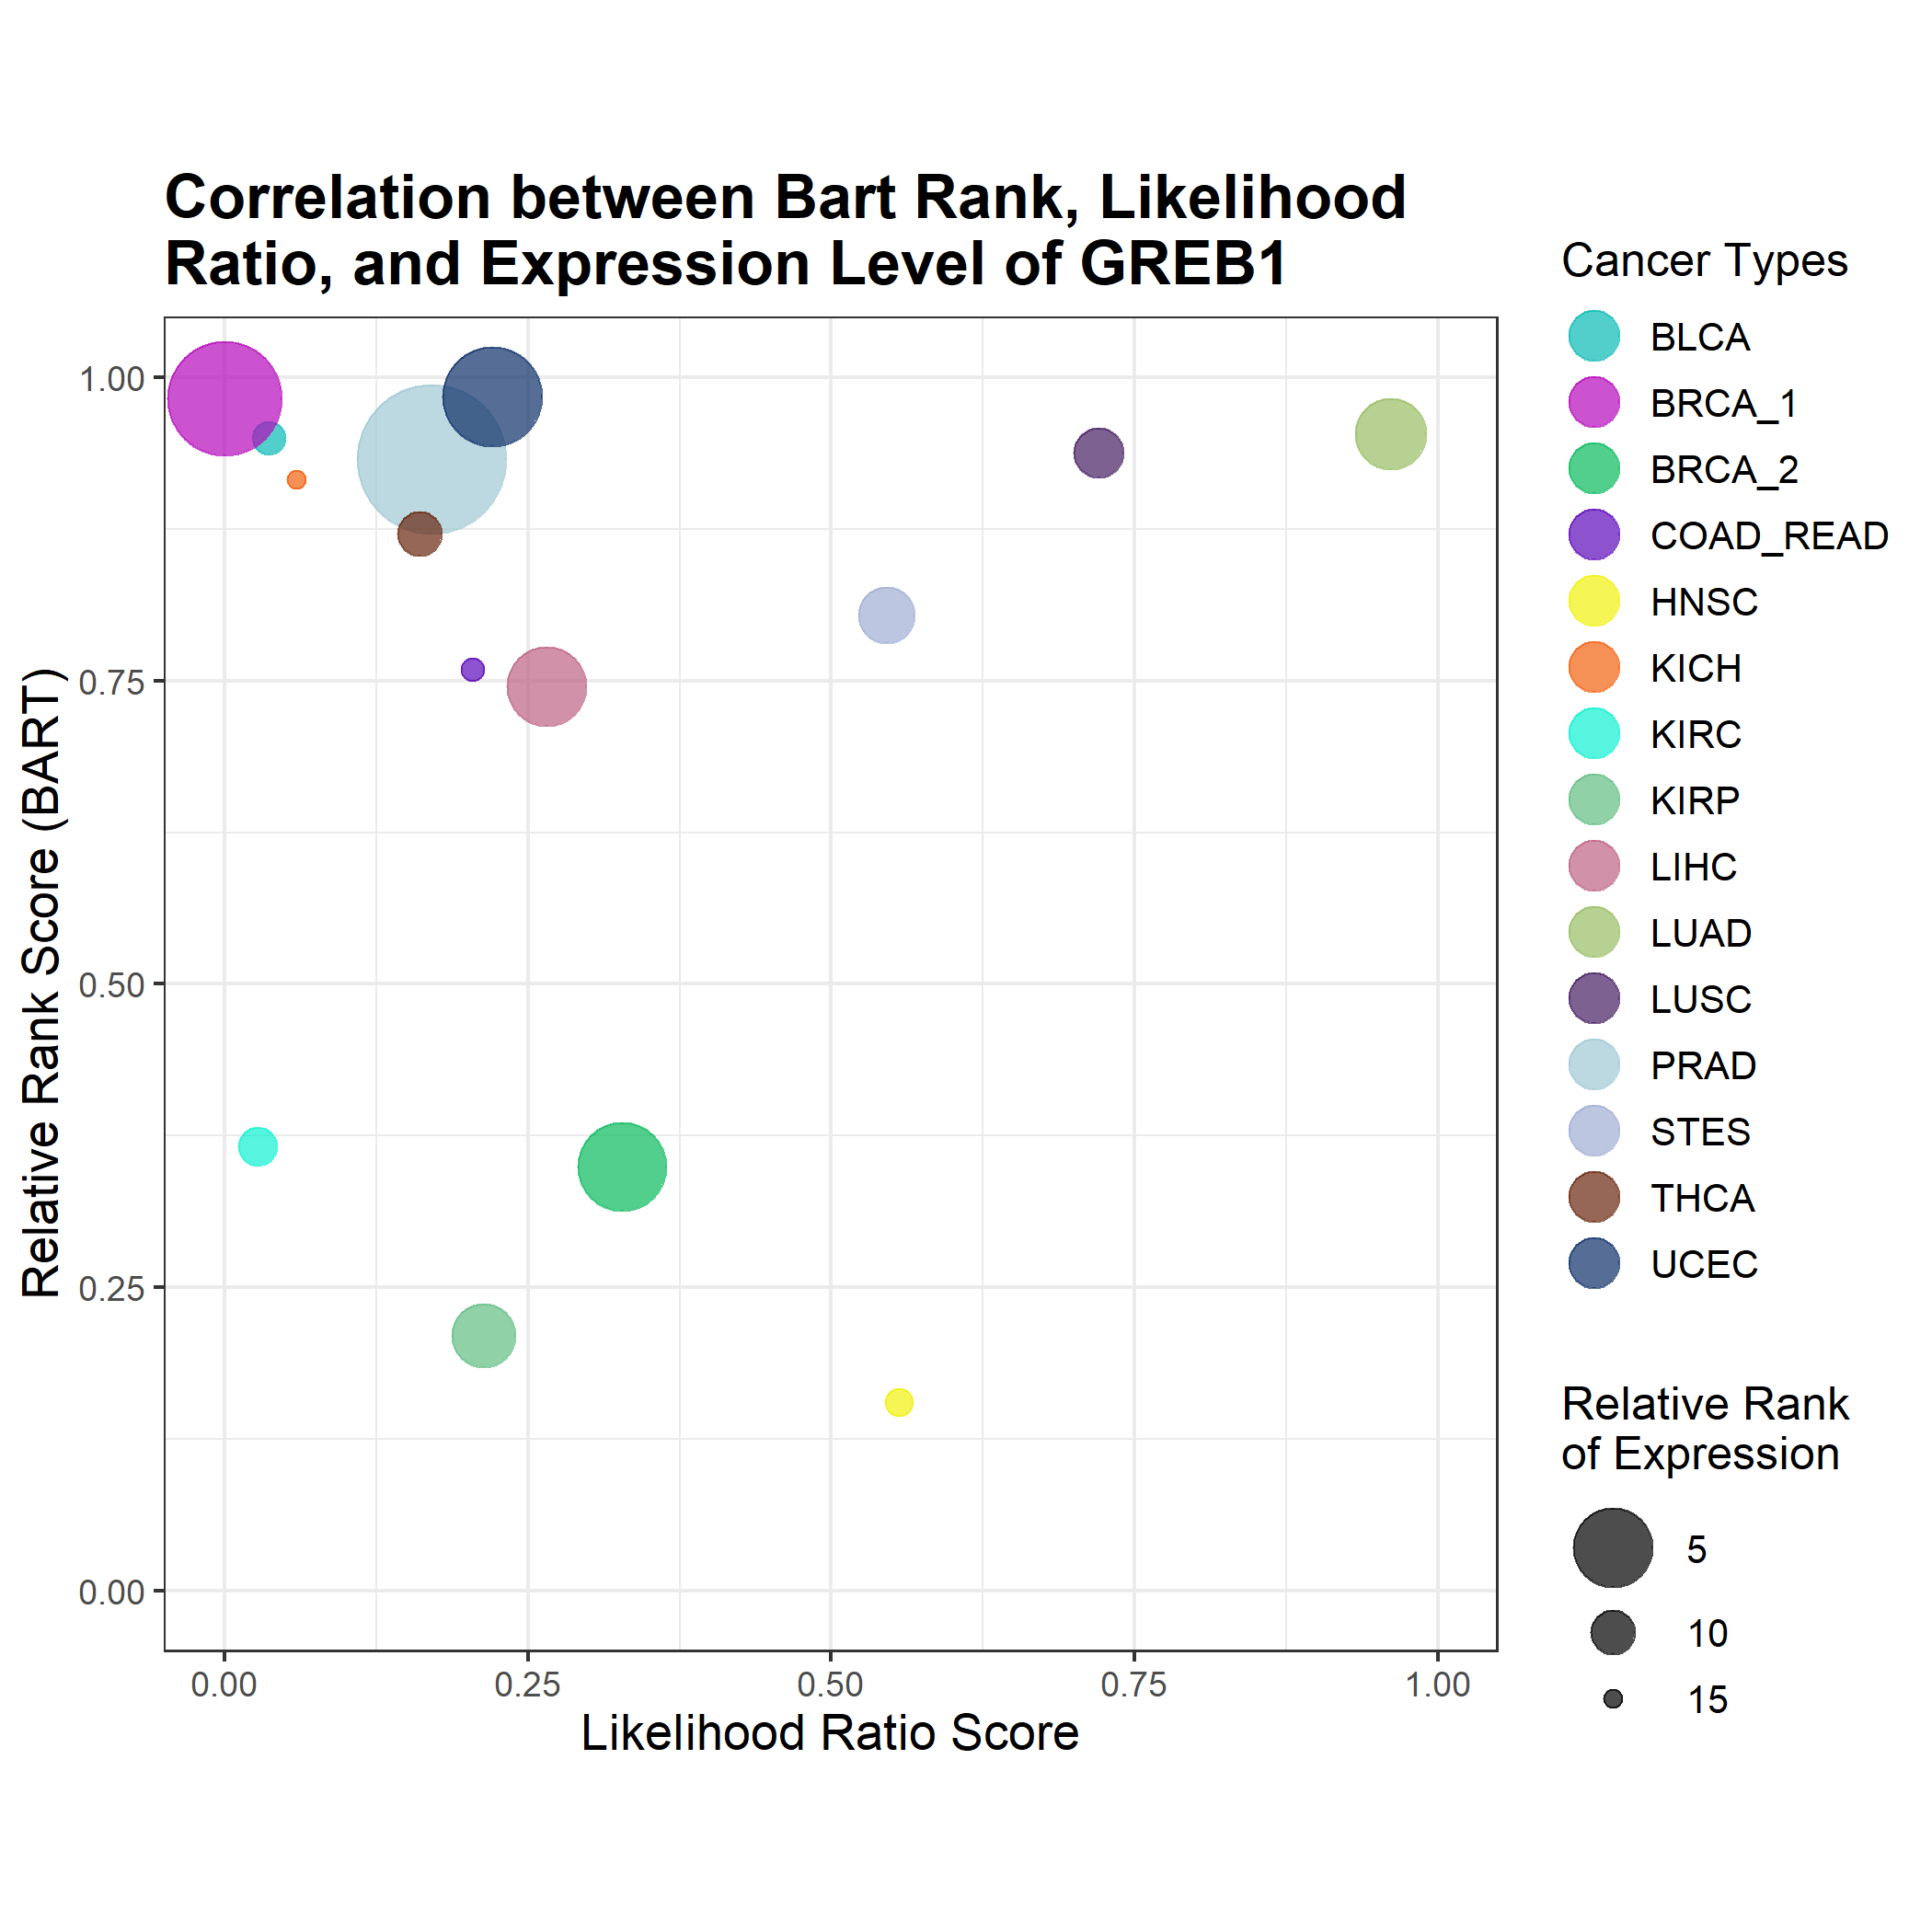 Correlation between Bart Rank, Likelihood
Ratio, and Expression Level of GREB1
Relative Rank Score (BART)
1.00
0.75
0.50
0.25
0.00
0.00
0.25
0.50
0.75
1.00
Likelihood Ratio Score
Cancer Types
BLCA
BRCA_1
BRCA_2
COAD_READ
HNSC
KICH
KIRC
KIRP
LIHC
LUAD
LUSC
PRAD
STES
THCA
UCEC
Relative Rank
of Expression
5
10
15